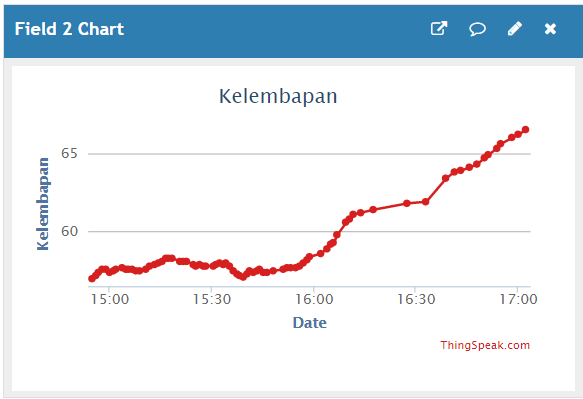 Field 2 Chart
Kelembapan
Kelembapan
65
60
15:00 15:30 16:00 16:30 17:00
Date
ThingSpeak.com